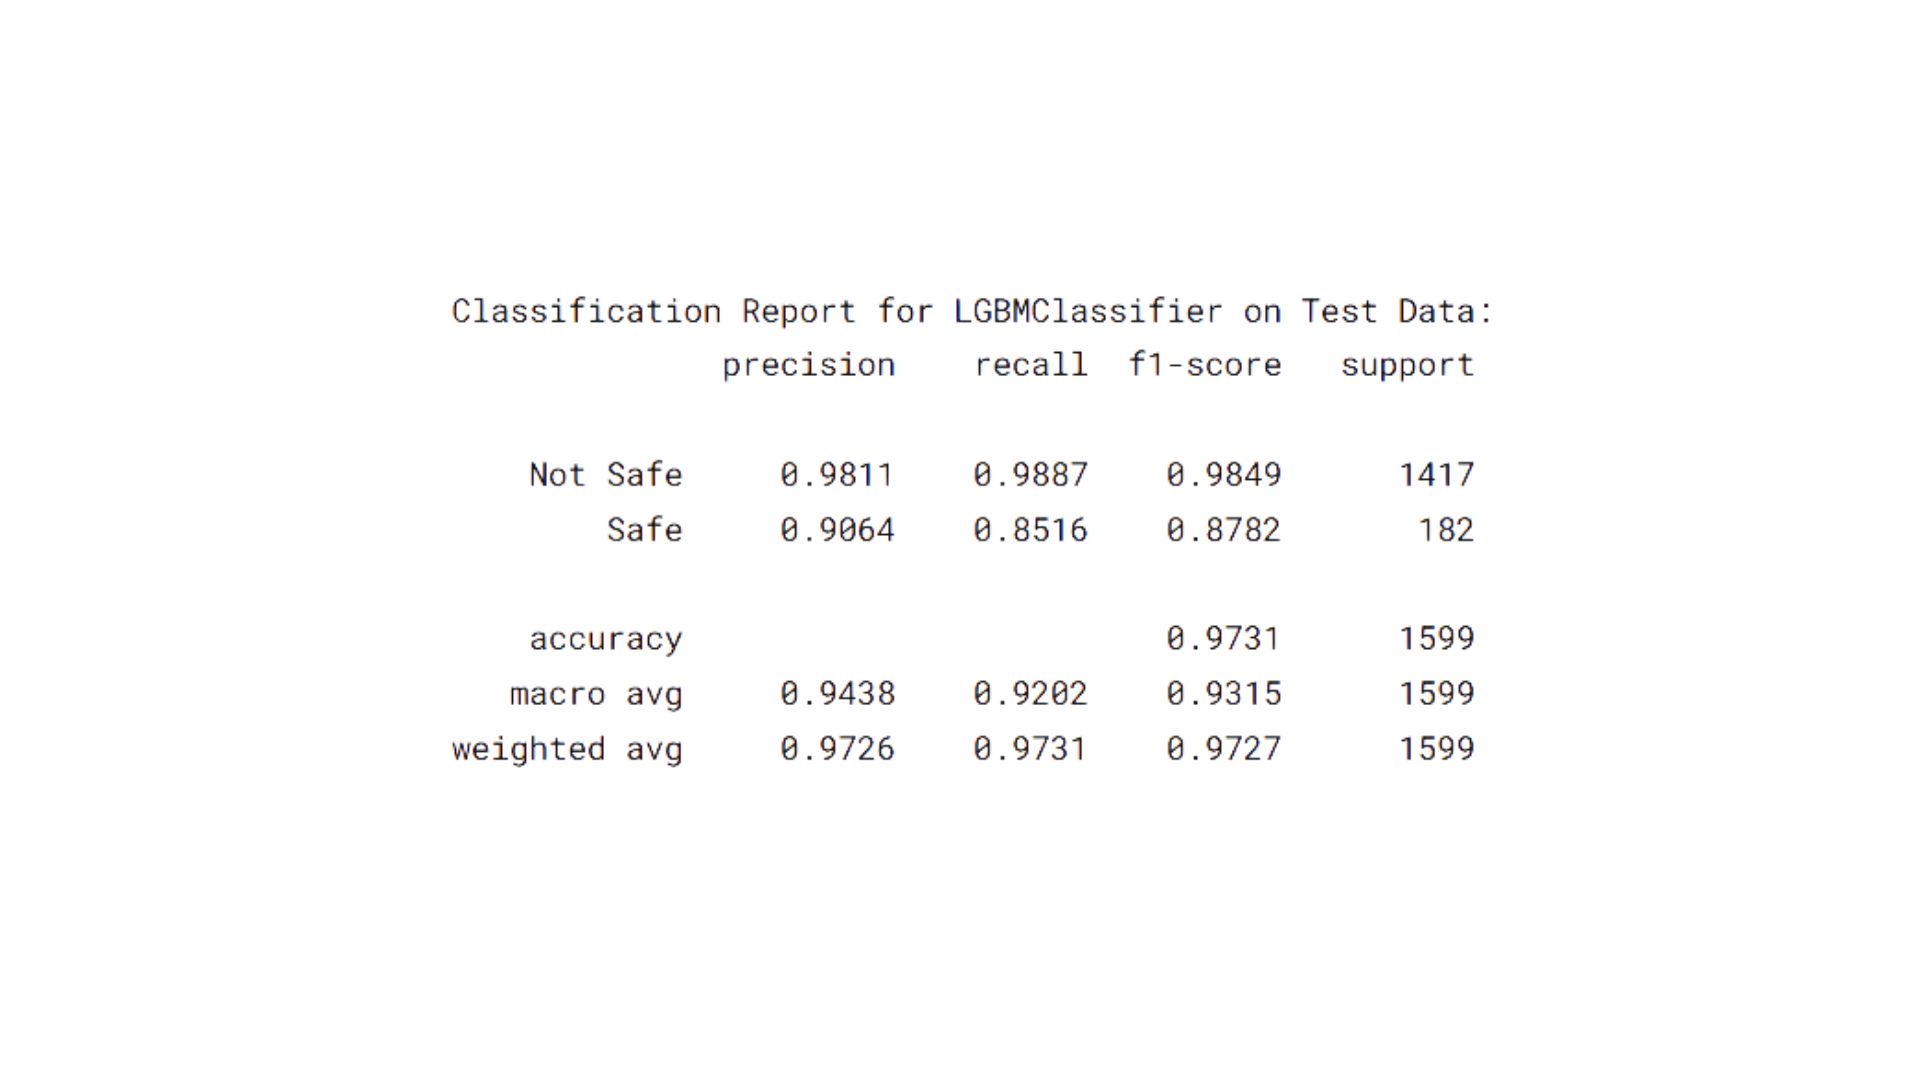 Classification Report for LGBMClassifier on Test Data:
precision recall f1-score support
Not Safe 0.9811 0.9887 0.9849 1417
Safe 0.9064 0.8516 0.8782 182
accuracy 0.9731 1599
macro avg 0.9438 0.9202 0.9315 1599
weighted avg 0.9726 0.9731 0.9727 1599